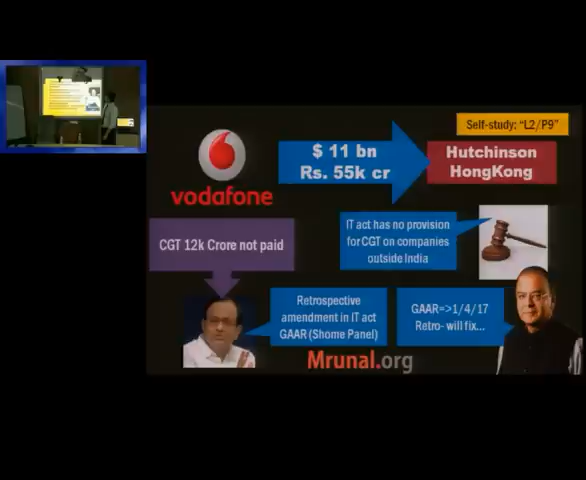 Self-study: "L2/P9"
vodafone
$ 11 bn
Rs. 55k cr
Hutchinson
HongKong
CGT 12k Crore not paid
IT act has no provision
for CGT on companies
outside India
Retrospective
amendment in IT act
GAAR (Shome Panel)
GAAR=>1/4/17
Retro- will fix...
Mrunal.org